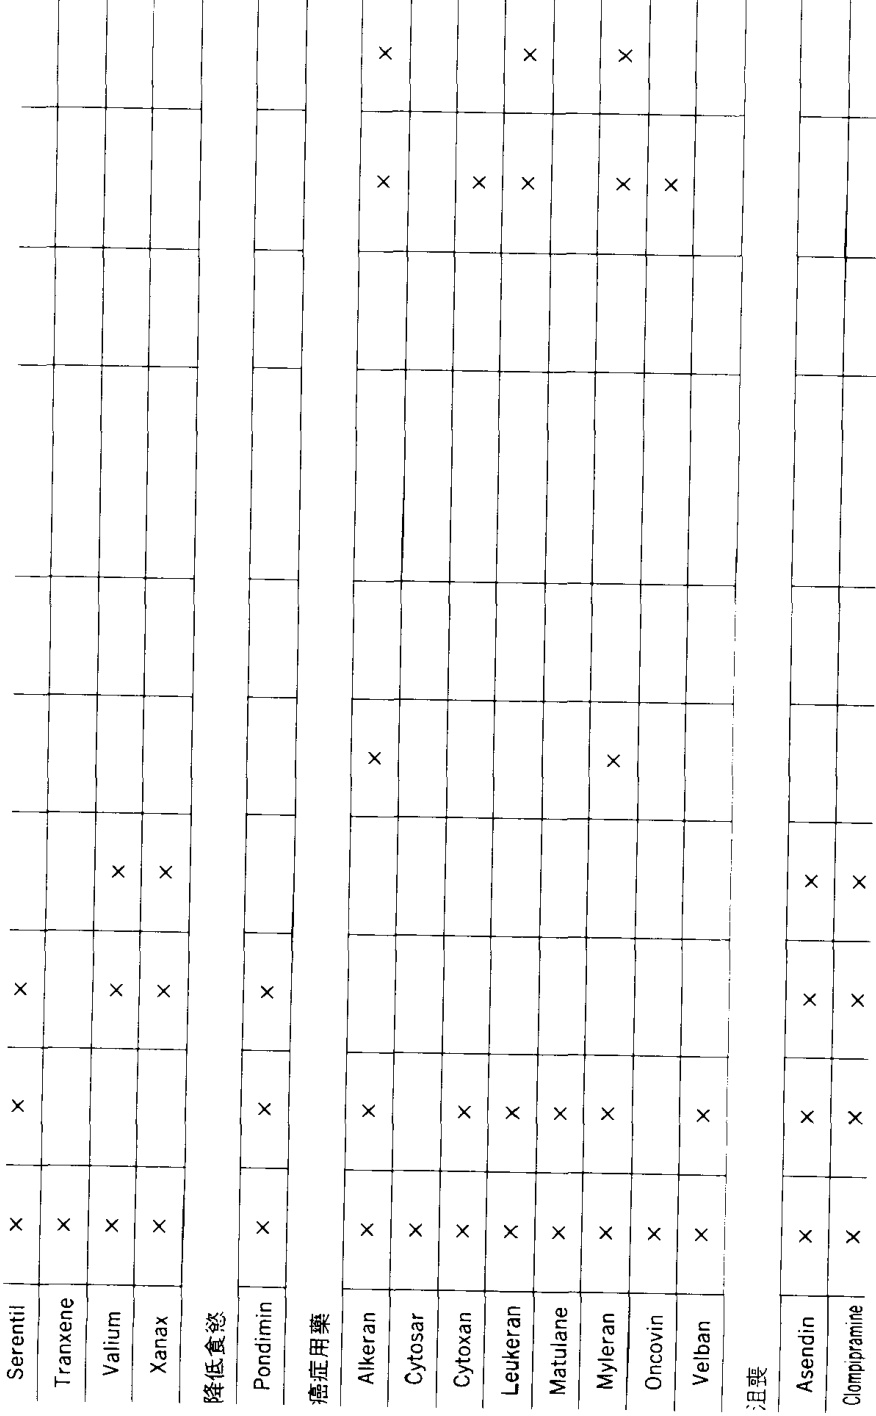 Serentil × × ×
Tranxene ×
Valium × × ×
Xanax × × ×
降低食慾
Pondimin × × ×
癌症用藥
Alkeran × × × × ×
Cytosar ×
Cytoxan × × ×
Leukeran × × × ×
Matulane × ×
Myleran × × × × ×
Oncovin × ×
Velban × ×
沮喪
Asendin × × × ×
Clompipramine × × × ×